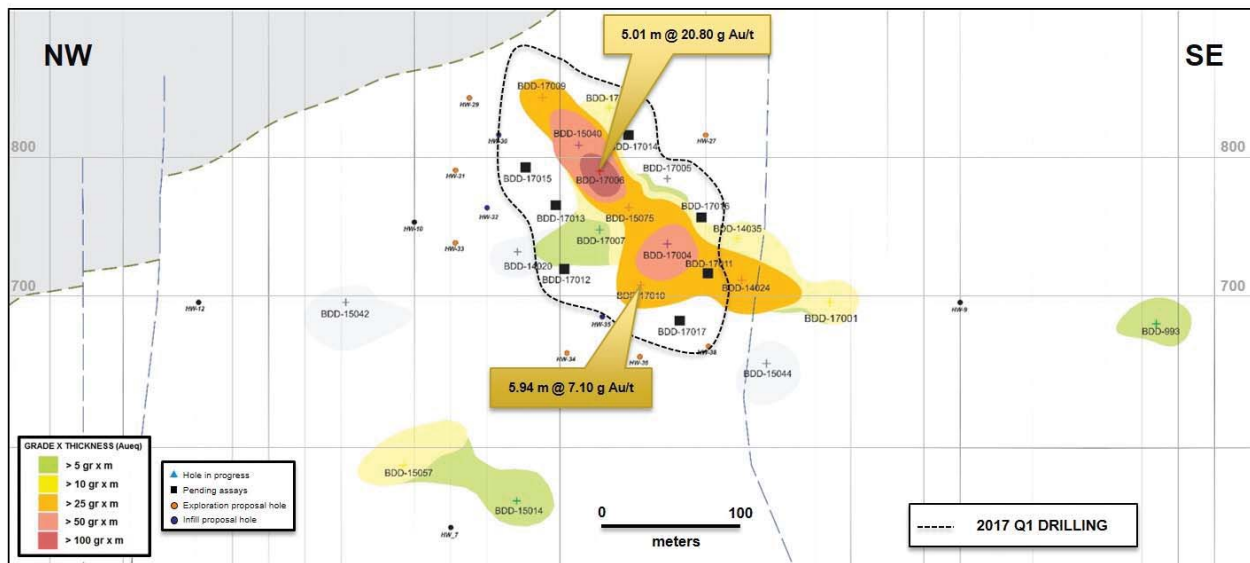 5.01 m @ 20.80 g Au/t
NW
SE
BDD-17009
BDD-17
HW-29
BDD-15040
HW-30
BDD-17014
HW-27
800
800
HW-31
BDD-17015
BDD-17006
BDD-17005
HW-32
BDD-17013
BDD-15075
BDD-17016
HW-10
BDD-17007
BDD-14035
HW-33
BDD-14020
BDD-17004
BDD-17011
BDD-17012
BDD-14024
700
BDD-17010
700
HW-12
BDD-15042
BDD-17001
HW-9
HW-35
BDD-17017
BDD-993
HW-34
HW-38
BDD-15044
5.94 m @ 7.10 g Au/t
GRADE X THICKNESS (Aueq)
> 5 gr x m
> 10 gr x m
> 25 gr x m
> 50 gr x m
> 100 gr x m
Hole in progress
Pending assays
Exploration proposal hole
Infill proposal hole
BDD-15057
BDD-15014
HW_7
0
100
meters
2017 Q1 DRILLING